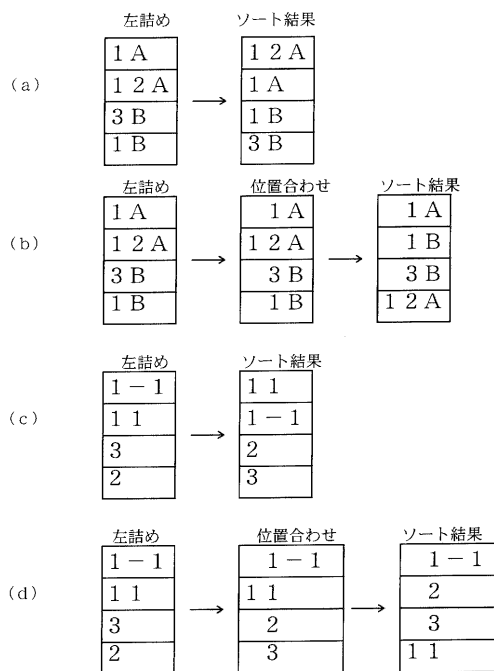 左詰め ソート結果
(a)
1A 12A
12A → 1A
3B 1B
1B 3B
左詰め 位置合わせ ソート結果
(b)
1A 1A 1A
12A → 12A → 1B
3B 3B 3B
1B 1B 12A
左詰め ソート結果
(c)
1-1 11
11 → 1-1
3 2
2 3
左詰め 位置合わせ ソート結果
(d)
1-1 1-1 1-1
11 → 11 → 2
3 2 3
2 3 11